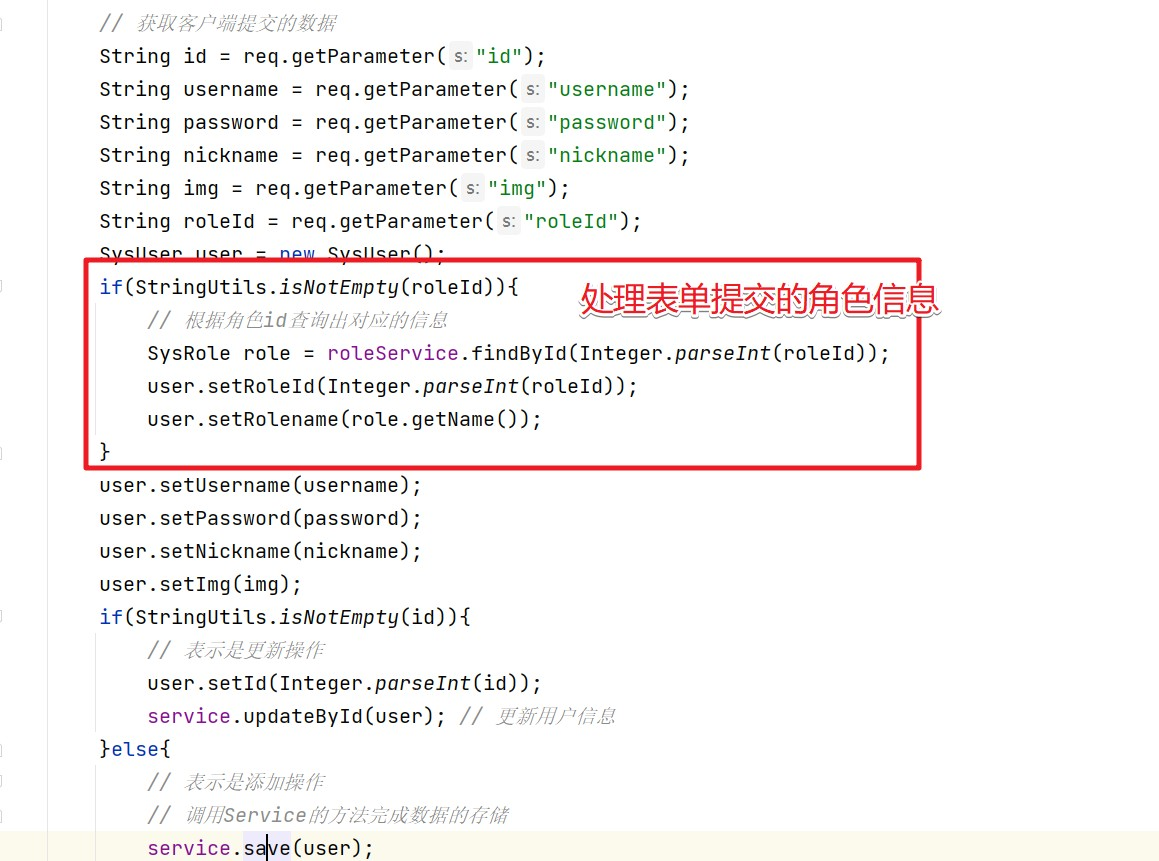 // 获取客户端提交的数据
String id = req.getParameter( s: "id");
String username = req.getParameter( s: "username");
String password = req.getParameter( s: "password");
String nickname = req.getParameter( s: "nickname");
String img = req.getParameter( s: "img");
String roleId = req.getParameter( s: "roleId");
SysUser user = new SysUser();
if(StringUtils.isNotEmpty(roleId)){
处理表单提交的角色信息
// 根据角色id查询出对应的信息
SysRole role = roleService.findById(Integer.parseInt(roleId));
user.setRoleId(Integer.parseInt(roleId));
user.setRolename(role.getName());
}
user.setUsername(username);
user.setPassword(password);
user.setNickname(nickname);
user.setImg(img);
if(StringUtils.isNotEmpty(id)){
// 表示是更新操作
user.setId(Integer.parseInt(id));
service.updateById(user); // 更新用户信息
}else{
// 表示是添加操作
// 调用Service的方法完成数据的存储
service.save(user);